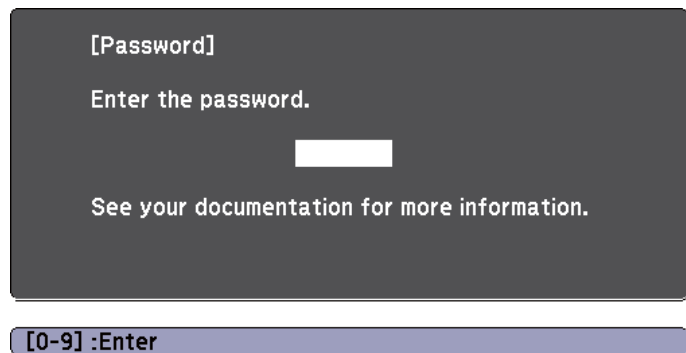 [Password]
Enter the password.
See your documentation for more information.
[0-9] :Enter